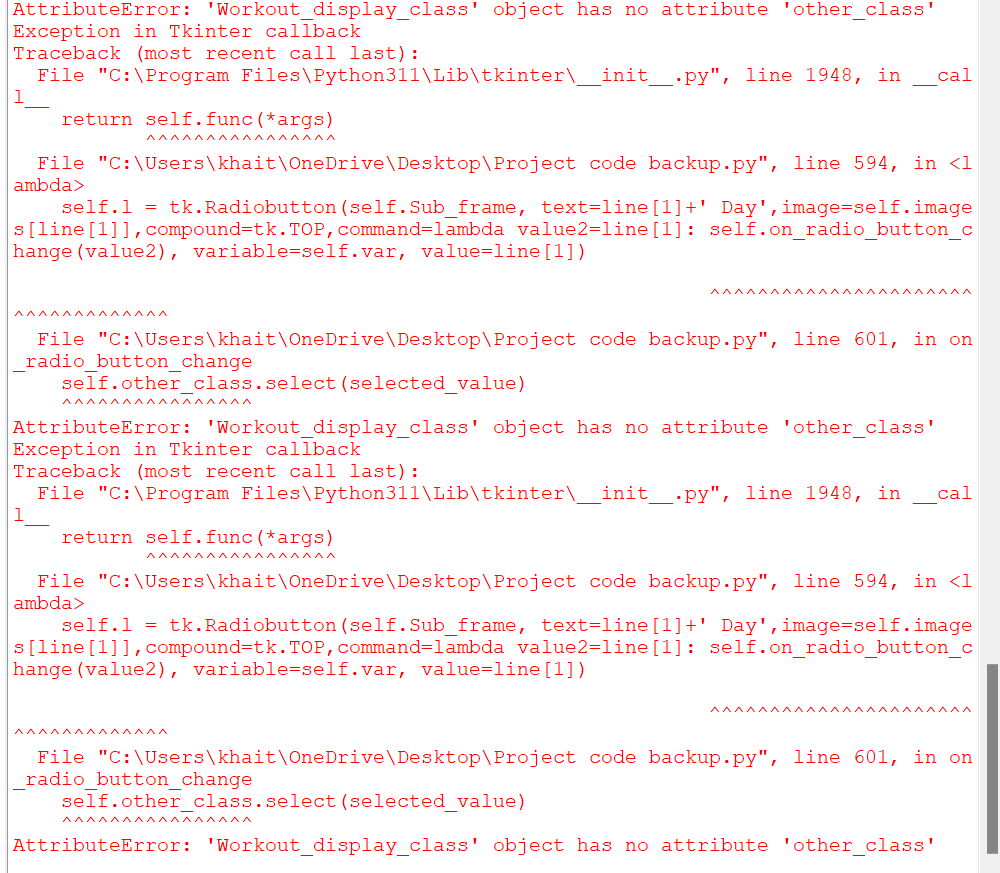 AttributeError: 'Workout_display_class' object has no attribute 'other_class'
Exception in Tkinter callback
Traceback (most recent call last):
  File "C:\Program Files\Python311\Lib\tkinter\__init__.py", line 1948, in __cal
l__
    return self.func(*args)
           ^^^^^^^^^^^^^^^^
  File "C:\Users\khait\OneDrive\Desktop\Project code backup.py", line 594, in <l
ambda>
    self.l = tk.Radiobutton(self.Sub_frame, text=line[1]+' Day',image=self.image
s[line[1]],compound=tk.TOP,command=lambda value2=line[1]: self.on_radio_button_c
hange(value2), variable=self.var, value=line[1])
                                                          ^^^^^^^^^^^^^^^^^^^^^^
^^^^^^^^^^^^^
  File "C:\Users\khait\OneDrive\Desktop\Project code backup.py", line 601, in on
_radio_button_change
    self.other_class.select(selected_value)
    ^^^^^^^^^^^^^^^^
AttributeError: 'Workout_display_class' object has no attribute 'other_class'
Exception in Tkinter callback
Traceback (most recent call last):
  File "C:\Program Files\Python311\Lib\tkinter\__init__.py", line 1948, in __cal
l__
    return self.func(*args)
           ^^^^^^^^^^^^^^^^
  File "C:\Users\khait\OneDrive\Desktop\Project code backup.py", line 594, in <l
ambda>
    self.l = tk.Radiobutton(self.Sub_frame, text=line[1]+' Day',image=self.image
s[line[1]],compound=tk.TOP,command=lambda value2=line[1]: self.on_radio_button_c
hange(value2), variable=self.var, value=line[1])
                                                          ^^^^^^^^^^^^^^^^^^^^^^
^^^^^^^^^^^^^
  File "C:\Users\khait\OneDrive\Desktop\Project code backup.py", line 601, in on
_radio_button_change
    self.other_class.select(selected_value)
    ^^^^^^^^^^^^^^^^
AttributeError: 'Workout_display_class' object has no attribute 'other_class'